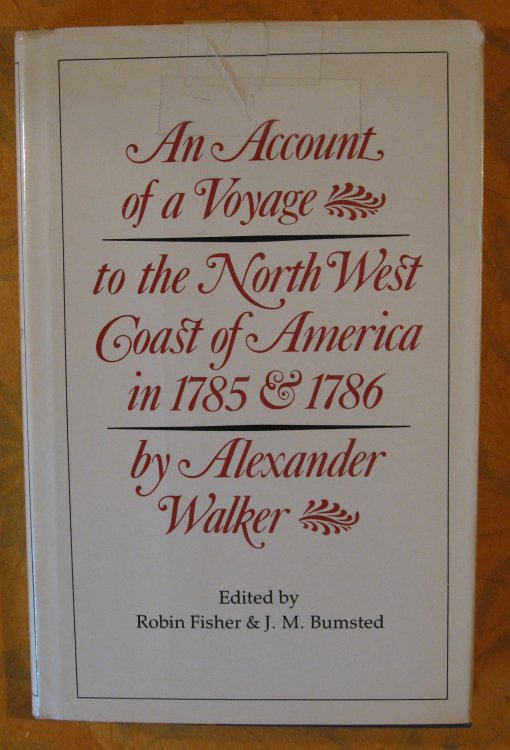 An Account
of a Voyage
to the North West
Coast of America
in 1785 & 1786
by Alexander
Walker
Edited by
Robin Fisher & J. M. Bumsted